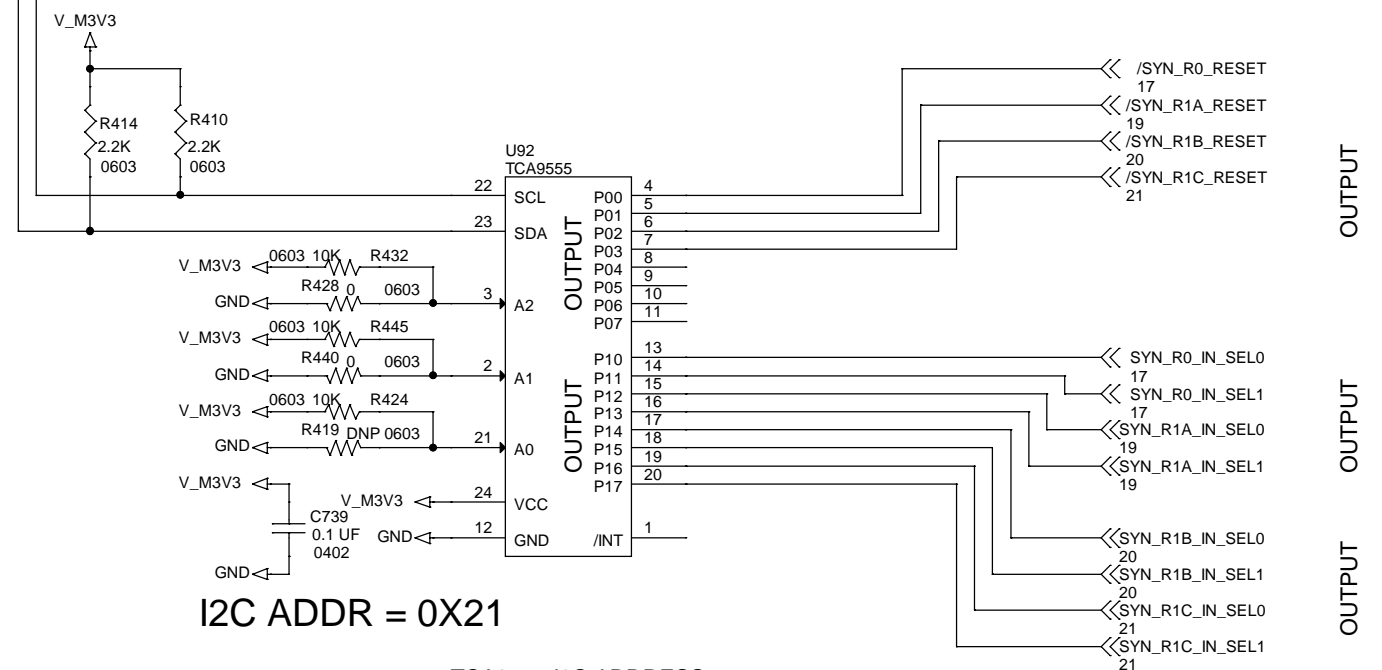 V_M3V3
R414
2.2K
0603
R410
2.2K
0603
U92
TCA9555
22 SCL
23 SDA
V_M3V3 0603 10K R432
GND R428 0 0603
3 A2
V_M3V3 0603 10K R445
GND R440 0 0603
2 A1
V_M3V3 0603 10K R424
GND R419 DNP 0603
21 A0
V_M3V3
C739
0.1 UF
0402
GND
V_M3V3 24 VCC
GND 12 GND
OUTPUT
OUTPUT
P00 4
P01 5
P02 6
P03 7
P04 8
P05 9
P06 10
P07 11
P10 13
P11 14
P12 15
P13 16
P14 17
P15 18
P16 19
P17 20
/INT 1
/SYN_R0_RESET
17
/SYN_R1A_RESET
19
/SYN_R1B_RESET
20
/SYN_R1C_RESET
21
OUTPUT
SYN_R0_IN_SEL0
17
SYN_R0_IN_SEL1
17
SYN_R1A_IN_SEL0
19
SYN_R1A_IN_SEL1
19
OUTPUT
SYN_R1B_IN_SEL0
20
SYN_R1B_IN_SEL1
20
SYN_R1C_IN_SEL0
21
SYN_R1C_IN_SEL1
21
OUTPUT
I2C ADDR = 0X21